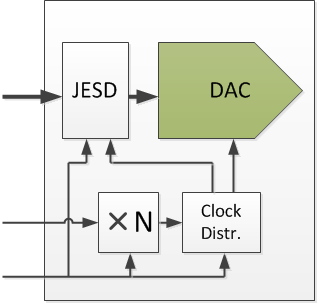 JESD
DAC
×N
Clock
Distr.